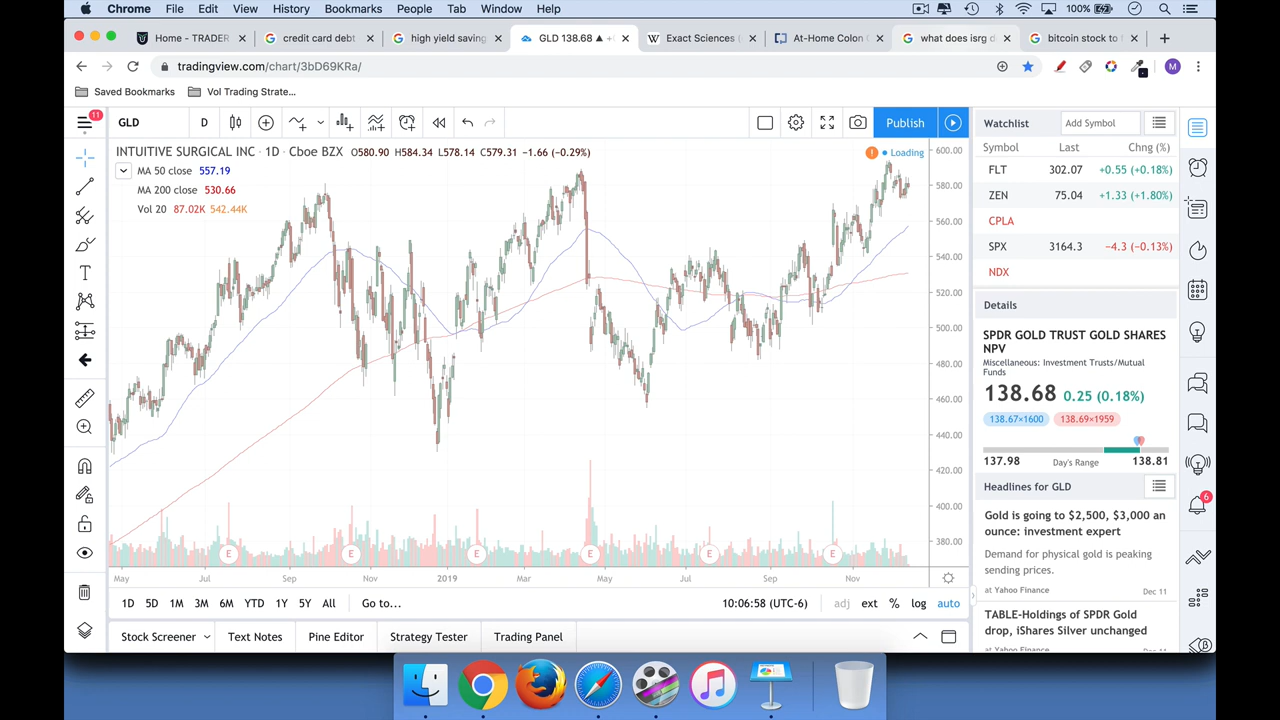 Chrome File Edit View History Bookmarks People Tab Window Help 100%
Home - TRADER
credit card debt
high yield saving
GLD 138.68 ▲ +
Exact Sciences (
At-Home Colon
what does isrg d
bitcoin stock to f
tradingview.com/chart/3bD69KRa/
M
Saved Bookmarks Vol Trading Strate...
11
GLD D
Publish
Watchlist Add Symbol
INTUITIVE SURGICAL INC · 1D · Cboe BZX O580.90 H584.34 L578.14 C579.31 −1.66 (−0.29%)
Loading
MA 50 close 557.19
MA 200 close 530.66
Vol 20 87.02K 542.44K
600.00
580.00
560.00
540.00
520.00
500.00
480.00
460.00
440.00
420.00
400.00
380.00
E E E E E E
May Jul Sep Nov 2019 Mar May Jul Sep Nov
1D 5D 1M 3M 6M YTD 1Y 5Y All Go to... 10:06:58 (UTC-6) adj ext % log auto
Stock Screener Text Notes Pine Editor Strategy Tester Trading Panel
Symbol Last Chng (%)
FLT 302.07 +0.55 (+0.18%)
ZEN 75.04 +1.33 (+1.80%)
CPLA
SPX 3164.3 −4.3 (−0.13%)
NDX
Details
SPDR GOLD TRUST GOLD SHARES
NPV
Miscellaneous: Investment Trusts/Mutual
Funds
138.68 0.25 (0.18%)
138.67×1600 138.69×1959
137.98 Day's Range 138.81
Headlines for GLD
Gold is going to $2,500, $3,000 an
ounce: investment expert
Demand for physical gold is peaking
sending prices.
at Yahoo Finance Dec 11
TABLE-Holdings of SPDR Gold
drop, iShares Silver unchanged
at Yahoo Finance Dec 11
6